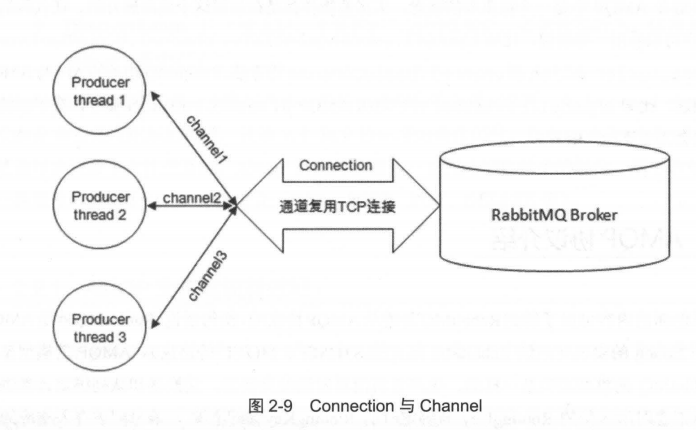 Producer
thread 1
channel1
Connection
Producer
thread 2
channel2
通道复用TCP连接
RabbitMQ Broker
channel3
Producer
thread 3
图 2-9 Connection 与 Channel